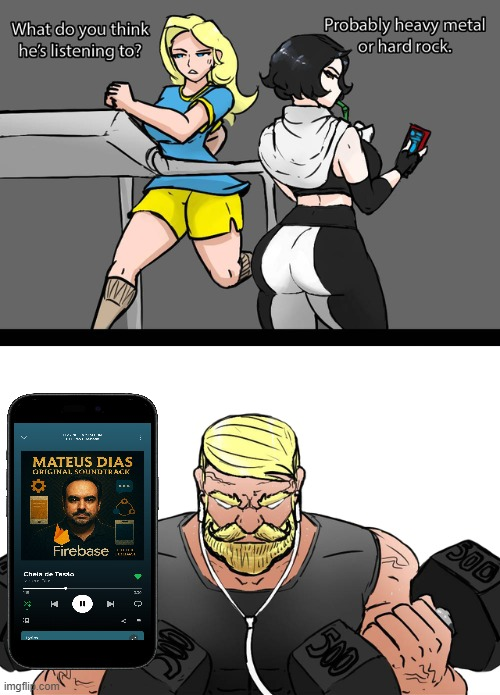 What do you think
he's listening to?
Probably heavy metal
or hard rock.
MATEUS DIAS
ORIGINAL SOUNDTRACK
Firebase
Cheia de Tesão
500
500
500
imgflip.com